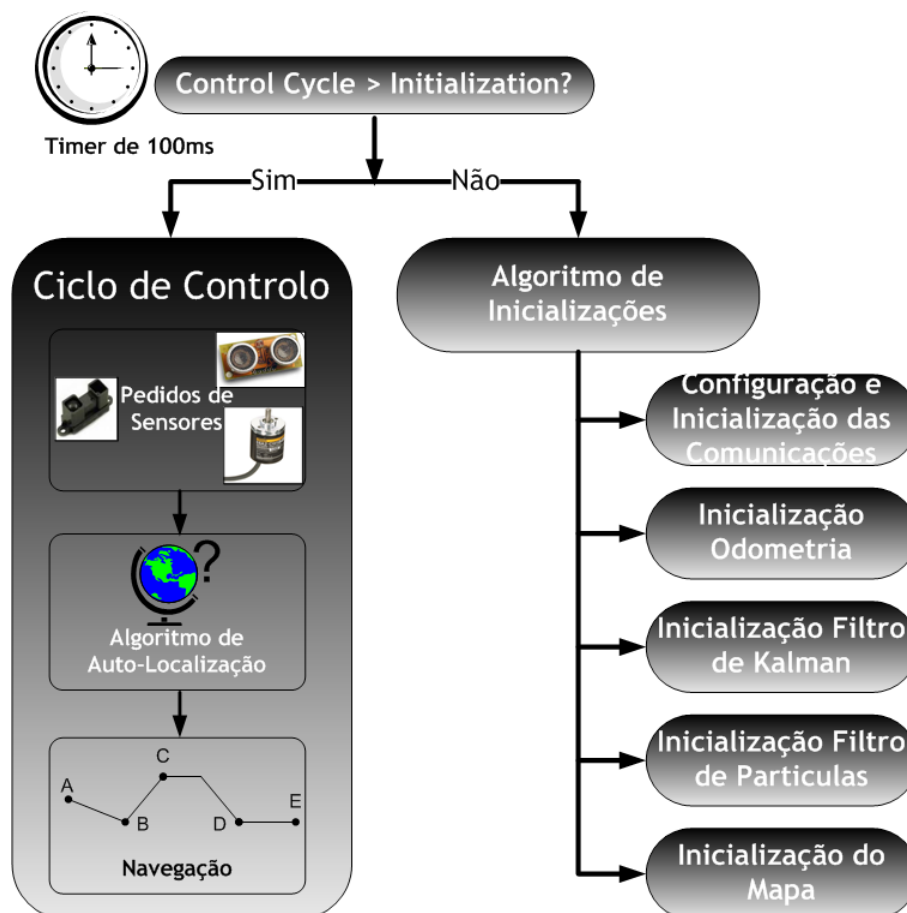 Control Cycle > Initialization?
Timer de 100ms
Sim
Não
Ciclo de Controlo
Pedidos de
Sensores
?
Algoritmo de
Auto-Localização
A
B
C
D
E
Navegação
Algoritmo de
Inicializações
Configuração e
Inicialização das
Comunicações
Inicialização
Odometria
Inicialização Filtro
de Kalman
Inicialização Filtro
de Particulas
Inicialização do
Mapa